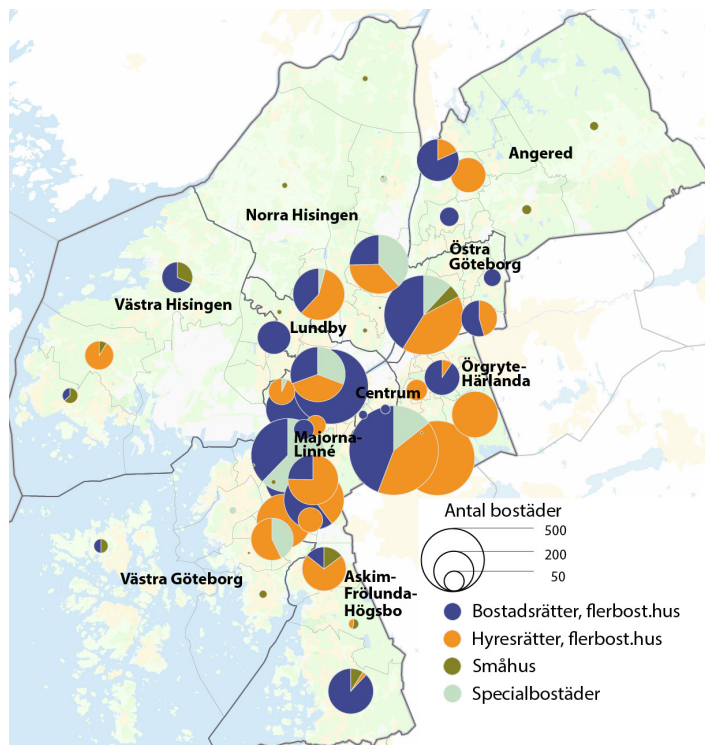 Angered
Norra Hisingen
Östra
Göteborg
Västra Hisingen
Lundby
Örgryte-
Härlanda
Centrum
Majorna-
Linné
Västra Göteborg
Askim-
Frölunda-
Högsbo
Antal bostäder
500
200
50
Bostadsrätter, flerbost.hus
Hyresrätter, flerbost.hus
Småhus
Specialbostäder